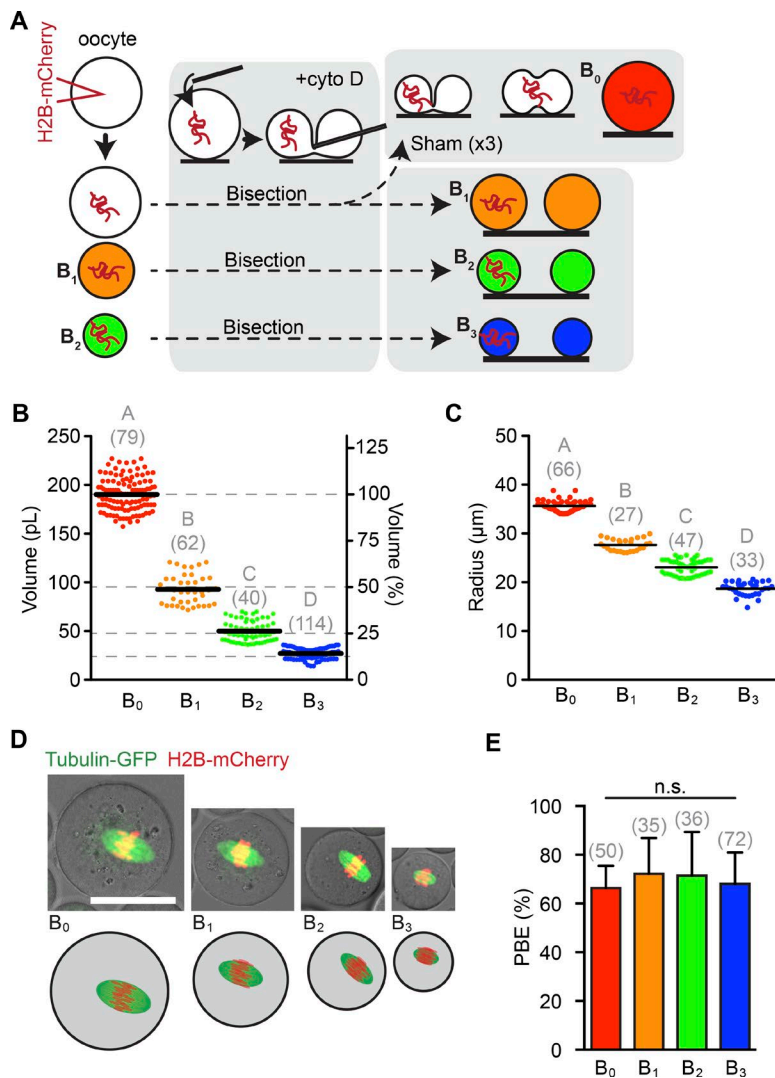 A
oocyte
H2B-mCherry
+cyto D
B0
Sham (x3)
Bisection
B1
B1
Bisection
B2
B2
Bisection
B3
B
Volume (pL)
250
200
150
100
50
0
A
(79)
B
(62)
C
(40)
D
(114)
125
100
75
50
25
0
Volume (%)
B0 B1 B2 B3
C
Radius (µm)
50
40
30
20
10
0
A
(66)
B
(27)
C
(47)
D
(33)
B0 B1 B2 B3
D
Tubulin-GFP H2B-mCherry
B0 B1 B2 B3
E
n.s.
PBE (%)
100
80
60
40
20
0
(50) (35) (36) (72)
B0 B1 B2 B3